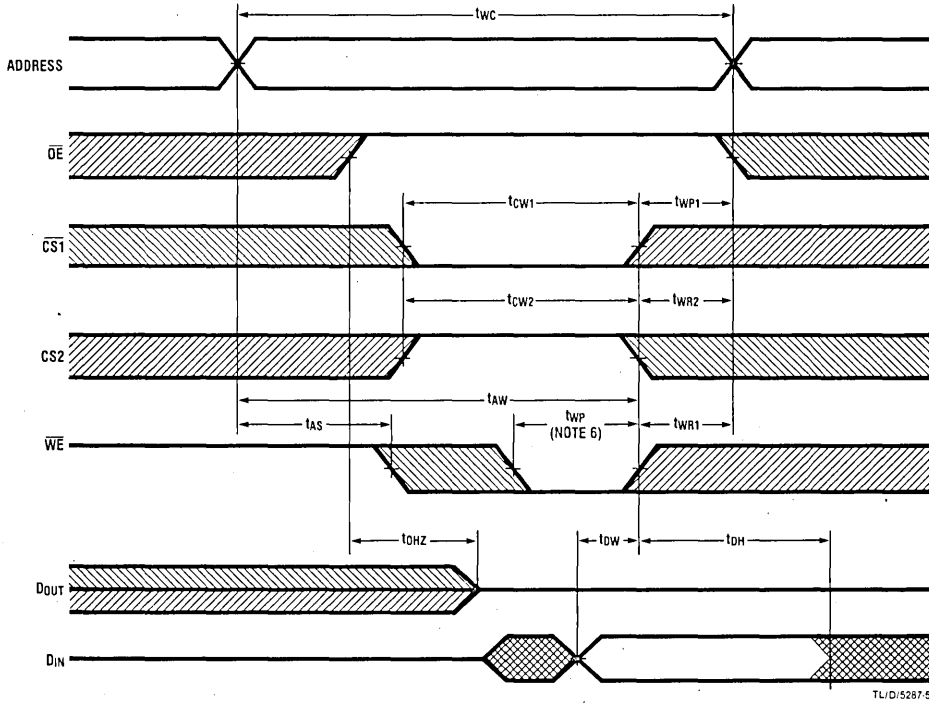 tWC
ADDRESS
OE
tCW1
tWP1
CS1
tCW2
tWR2
CS2
tAW
tAS
tWP
(NOTE 6)
tWR1
WE
tOHZ
tDW
tDH
DOUT
DIN
TL/D/5287-5